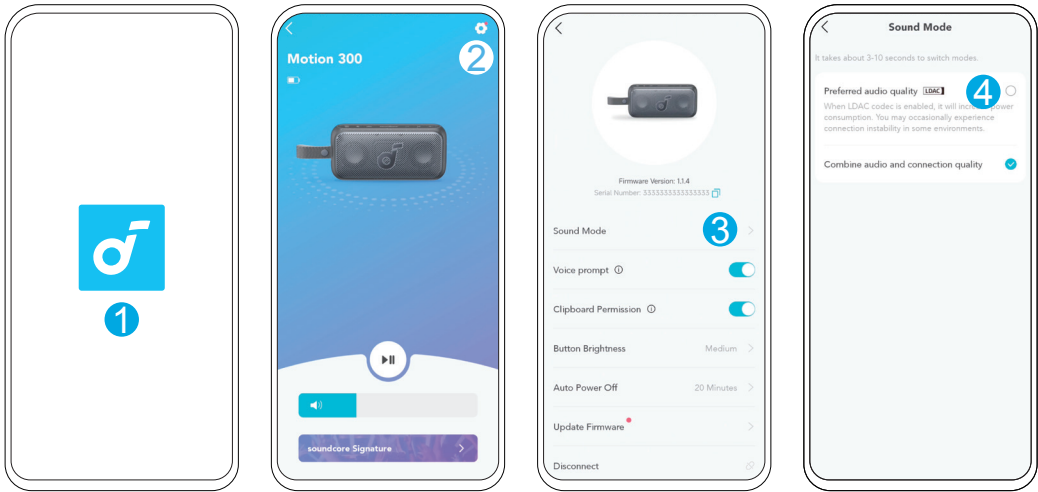 1
2
Motion 300
soundcore Signature
Firmware Version: 1.1.4
Serial Number: 3333333333333333
3
Sound Mode
Voice prompt
Clipboard Permission
Button Brightness Medium
Auto Power Off 20 Minutes
Update Firmware
Disconnect
Sound Mode
It takes about 3-10 seconds to switch modes.
4
Preferred audio quality LDAC
When LDAC codec is enabled, it will increase power
consumption. You may occasionally experience
connection instability in some environments.
Combine audio and connection quality